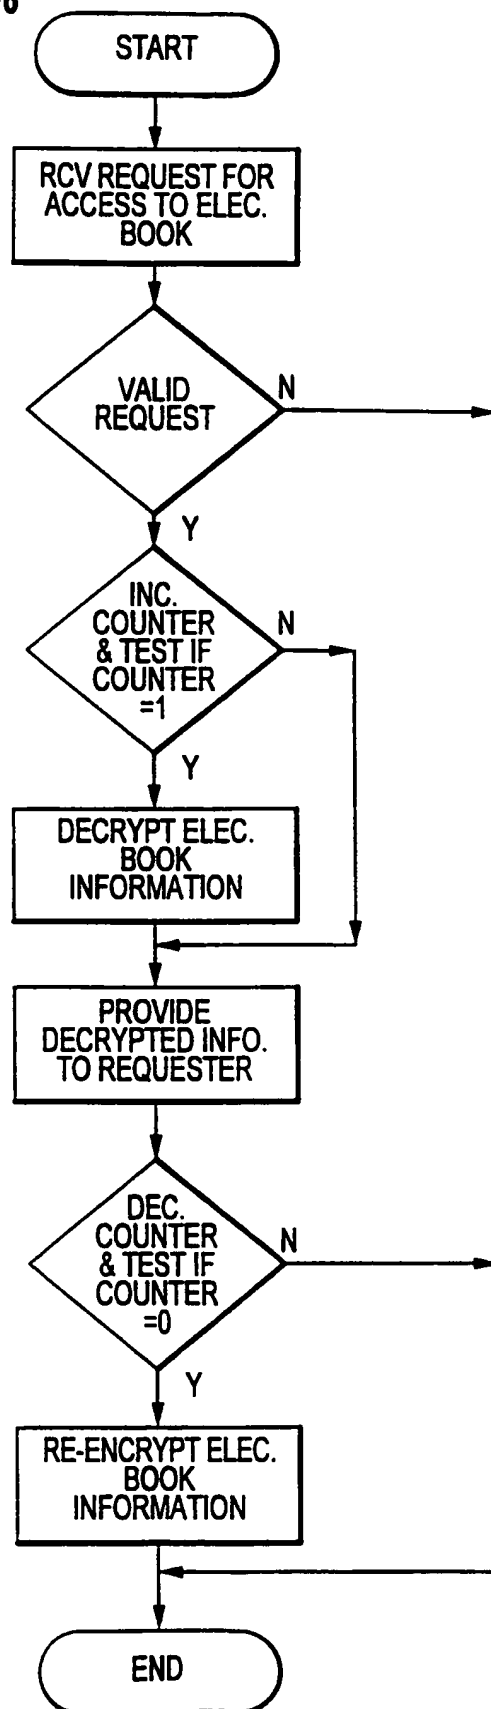 START
RCV REQUEST FOR
ACCESS TO ELEC.
BOOK
VALID
REQUEST
N
Y
INC.
COUNTER
& TEST IF
COUNTER
=1
N
Y
DECRYPT ELEC.
BOOK
INFORMATION
PROVIDE
DECRYPTED INFO.
TO REQUESTER
DEC.
COUNTER
& TEST IF
COUNTER
=0
N
Y
RE-ENCRYPT ELEC.
BOOK
INFORMATION
END